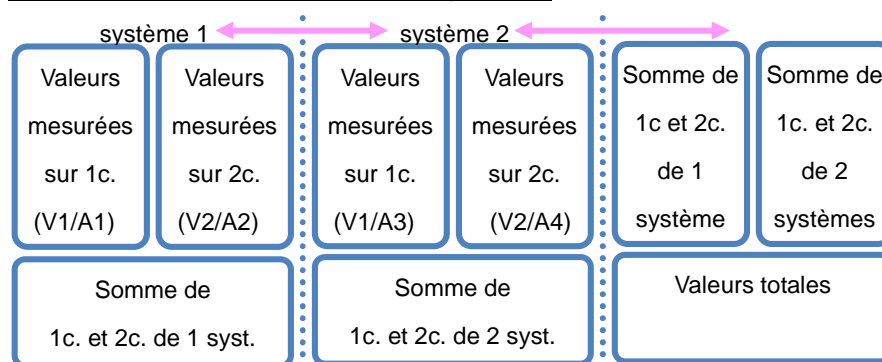 système 1
système 2
Valeurs
mesurées
sur 1c.
(V1/A1)
Valeurs
mesurées
sur 2c.
(V2/A2)
Valeurs
mesurées
sur 1c.
(V1/A3)
Valeurs
mesurées
sur 2c.
(V2/A4)
Somme de
1c et 2c.
de 1
système
Somme de
1c. et 2c.
de 2
systèmes
Somme de
1c. et 2c. de 1 syst.
Somme de
1c. et 2c. de 2 syst.
Valeurs totales